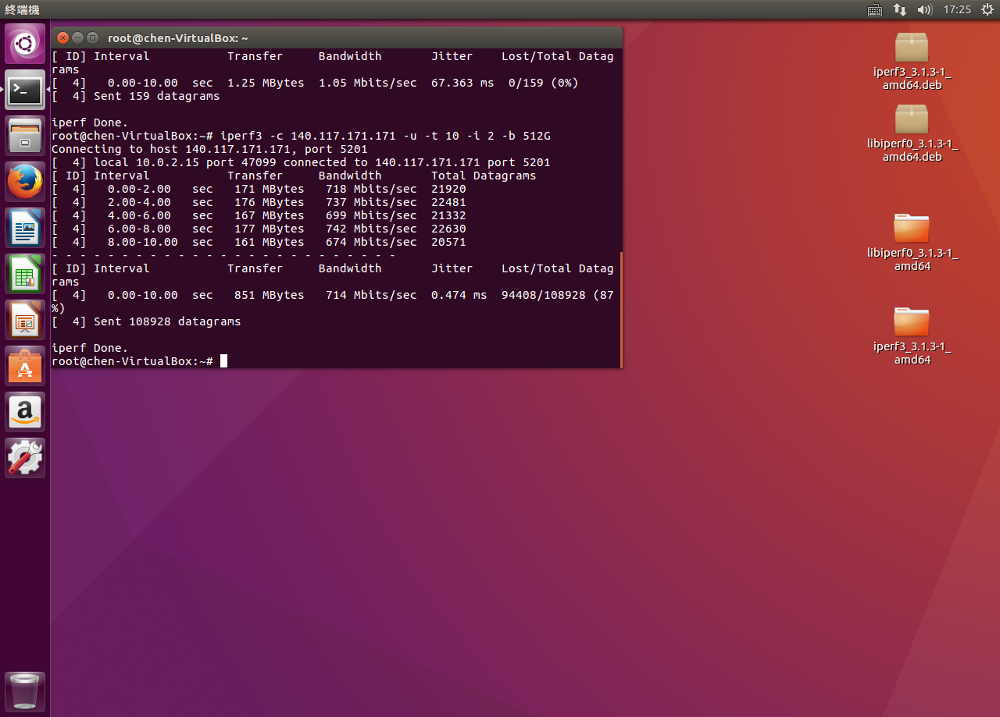 終端機
17:25
root@chen-VirtualBox: ~
[ ID] Interval           Transfer     Bandwidth       Jitter    Lost/Total Datag
rams
[  4]   0.00-10.00  sec  1.25 MBytes  1.05 Mbits/sec  67.363 ms  0/159 (0%)
[  4] Sent 159 datagrams
iperf Done.
root@chen-VirtualBox:~# iperf3 -c 140.117.171.171 -u -t 10 -i 2 -b 512G
Connecting to host 140.117.171.171, port 5201
[  4] local 10.0.2.15 port 47099 connected to 140.117.171.171 port 5201
[ ID] Interval           Transfer     Bandwidth       Total Datagrams
[  4]   0.00-2.00   sec   171 MBytes   718 Mbits/sec  21920
[  4]   2.00-4.00   sec   176 MBytes   737 Mbits/sec  22481
[  4]   4.00-6.00   sec   167 MBytes   699 Mbits/sec  21332
[  4]   6.00-8.00   sec   177 MBytes   742 Mbits/sec  22630
[  4]   8.00-10.00  sec   161 MBytes   674 Mbits/sec  20571
- - - - - - - - - - - - - - - - - - - - - - - - -
[ ID] Interval           Transfer     Bandwidth       Jitter    Lost/Total Datag
rams
[  4]   0.00-10.00  sec   851 MBytes   714 Mbits/sec  0.474 ms  94408/108928 (87
%)
[  4] Sent 108928 datagrams
iperf Done.
root@chen-VirtualBox:~#
iperf3_3.1.3-1_
amd64.deb
libiperf0_3.1.3-1_
amd64.deb
libiperf0_3.1.3-1_
amd64
iperf3_3.1.3-1_
amd64